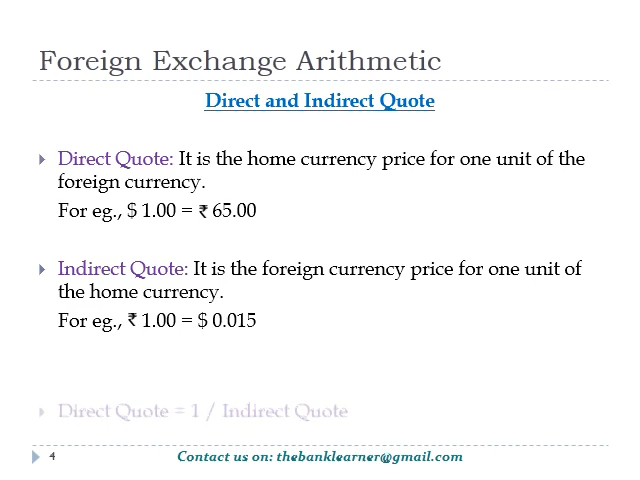 Foreign Exchange Arithmetic
Direct and Indirect Quote
Direct Quote: It is the home currency price for one unit of the
foreign currency.
For eg., $ 1.00 = ₹ 65.00
Indirect Quote: It is the foreign currency price for one unit of
the home currency.
For eg., ₹ 1.00 = $ 0.015
Direct Quote = 1 / Indirect Quote
4 Contact us on: thebanklearner@gmail.com